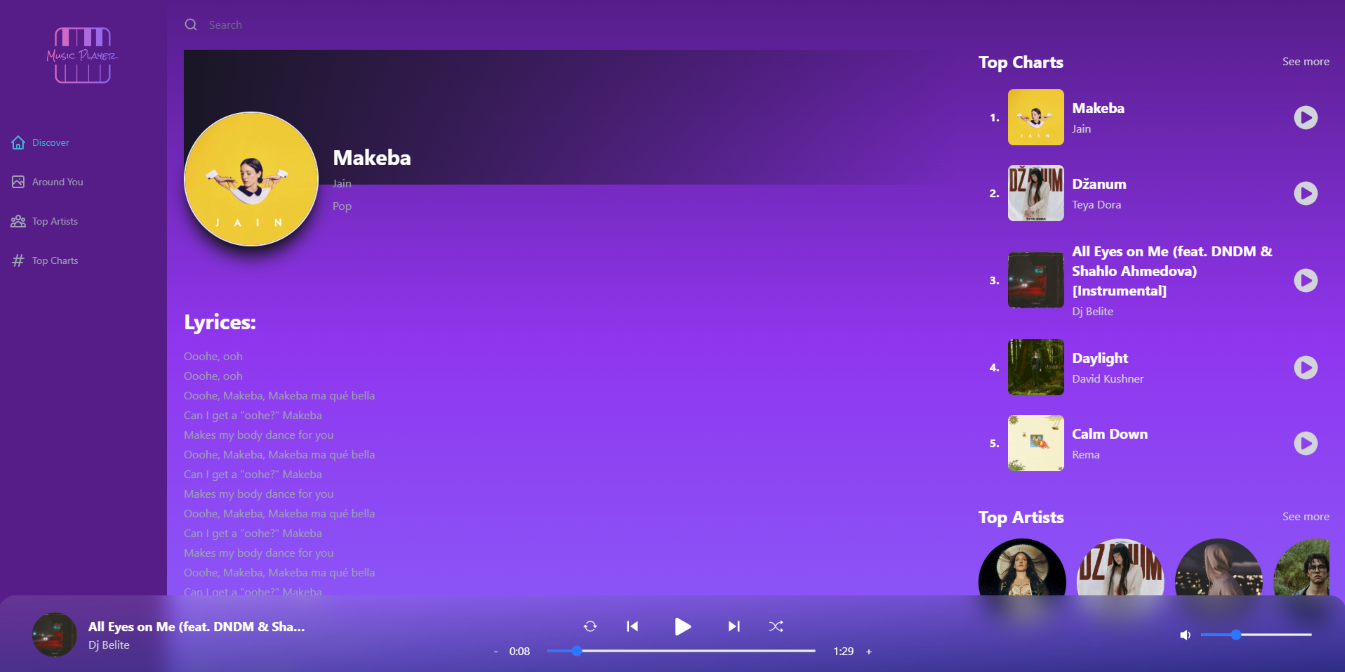 Music Player
Discover
Around You
Top Artists
Top Charts
Search
Makeba
Jain
Pop
J A I N
Lyrices:
Ooohe, ooh
Ooohe, ooh
Ooohe, Makeba, Makeba ma qué bella
Can I get a "oohe?" Makeba
Makes my body dance for you
Ooohe, Makeba, Makeba ma qué bella
Can I get a "oohe?" Makeba
Makes my body dance for you
Ooohe, Makeba, Makeba ma qué bella
Can I get a "oohe?" Makeba
Makes my body dance for you
Ooohe, Makeba, Makeba ma qué bella
Can I get a "oohe?" Makeba
Top Charts
See more
1.
J A I N
Makeba
Jain
2.
DŽANUM
Džanum
Teya Dora
3.
All Eyes on Me (feat. DNDM &
Shahlo Ahmedova)
[Instrumental]
Dj Belite
4.
Daylight
David Kushner
5.
Calm Down
Rema
Top Artists
See more
DŽANUM
All Eyes on Me (feat. DNDM & Sha...
Dj Belite
- 0:08
1:29 +